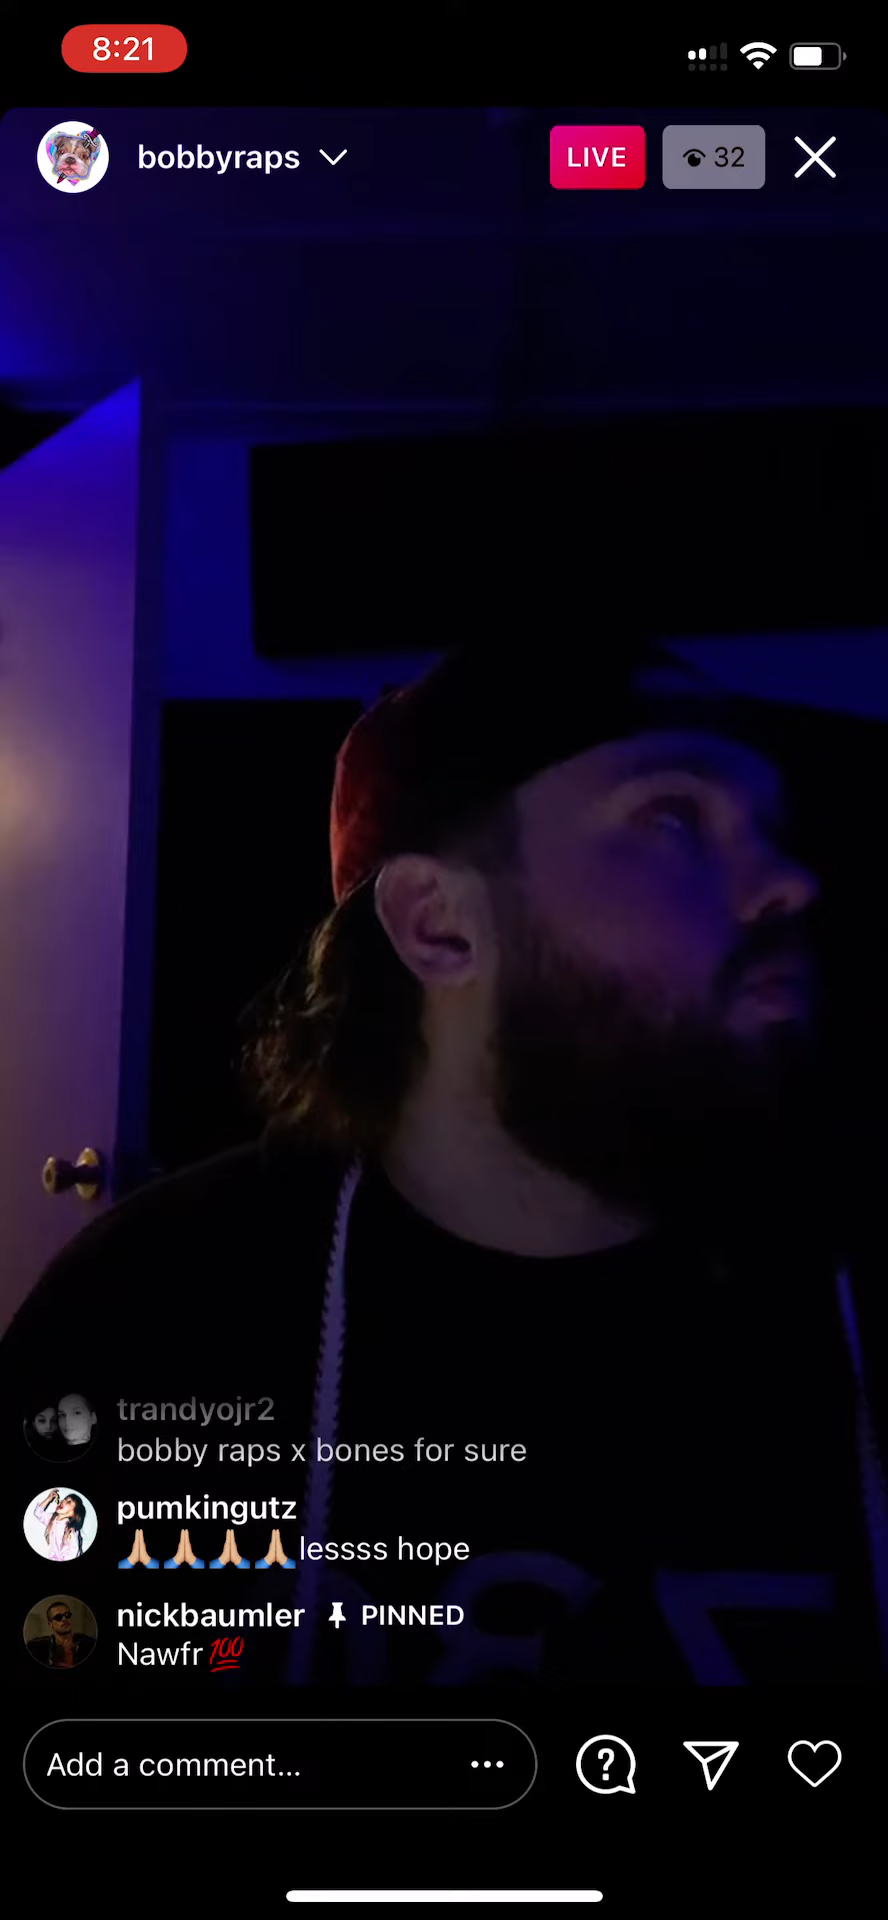 8:21
bobbyraps
LIVE
32
trandyojr2
bobby raps x bones for sure
pumkingutz
🙏🏼🙏🏼🙏🏼🙏🏼lessss hope
nickbaumler PINNED
Nawfr💯
Add a comment...